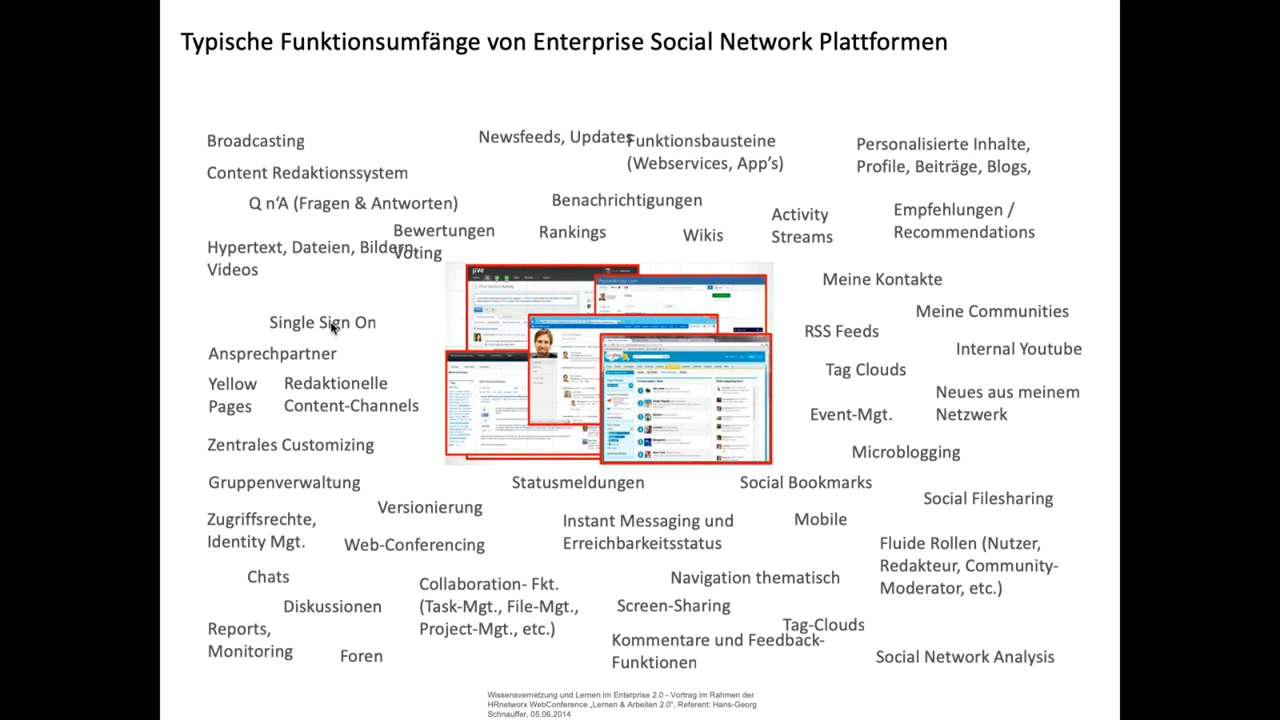 Typische Funktionsumfänge von Enterprise Social Network Plattformen
Broadcasting
Newsfeeds, Updates
Funktionsbausteine
(Webservices, App's)
Personalisierte Inhalte,
Profile, Beiträge, Blogs,
Content Redaktionssystem
Q n'A (Fragen & Antworten)
Benachrichtigungen
Activity
Streams
Empfehlungen /
Recommendations
Bewertungen
Voting
Rankings
Wikis
Hypertext, Dateien, Bildern,
Videos
Meine Kontakte
Single Sign On
Meine Communities
RSS Feeds
Ansprechpartner
Internal Youtube
Tag Clouds
Yellow
Pages
Redaktionelle
Content-Channels
Neues aus meinem
Netzwerk
Event-Mgt.
Zentrales Customizing
Microblogging
Gruppenverwaltung
Statusmeldungen
Social Bookmarks
Social Filesharing
Versionierung
Zugriffsrechte,
Identity Mgt.
Instant Messaging und
Erreichbarkeitsstatus
Mobile
Web-Conferencing
Fluide Rollen (Nutzer,
Redakteur, Community-
Moderator, etc.)
Chats
Navigation thematisch
Collaboration- Fkt.
(Task-Mgt., File-Mgt.,
Project-Mgt., etc.)
Diskussionen
Screen-Sharing
Tag-Clouds
Reports,
Monitoring
Kommentare und Feedback-
Funktionen
Foren
Social Network Analysis
Wissensvernetzung und Lernen im Enterprise 2.0 - Vortrag im Rahmen der
HRnetworx WebConference „Lernen & Arbeiten 2.0", Referent: Hans-Georg
Schnauffer, 05.06.2014